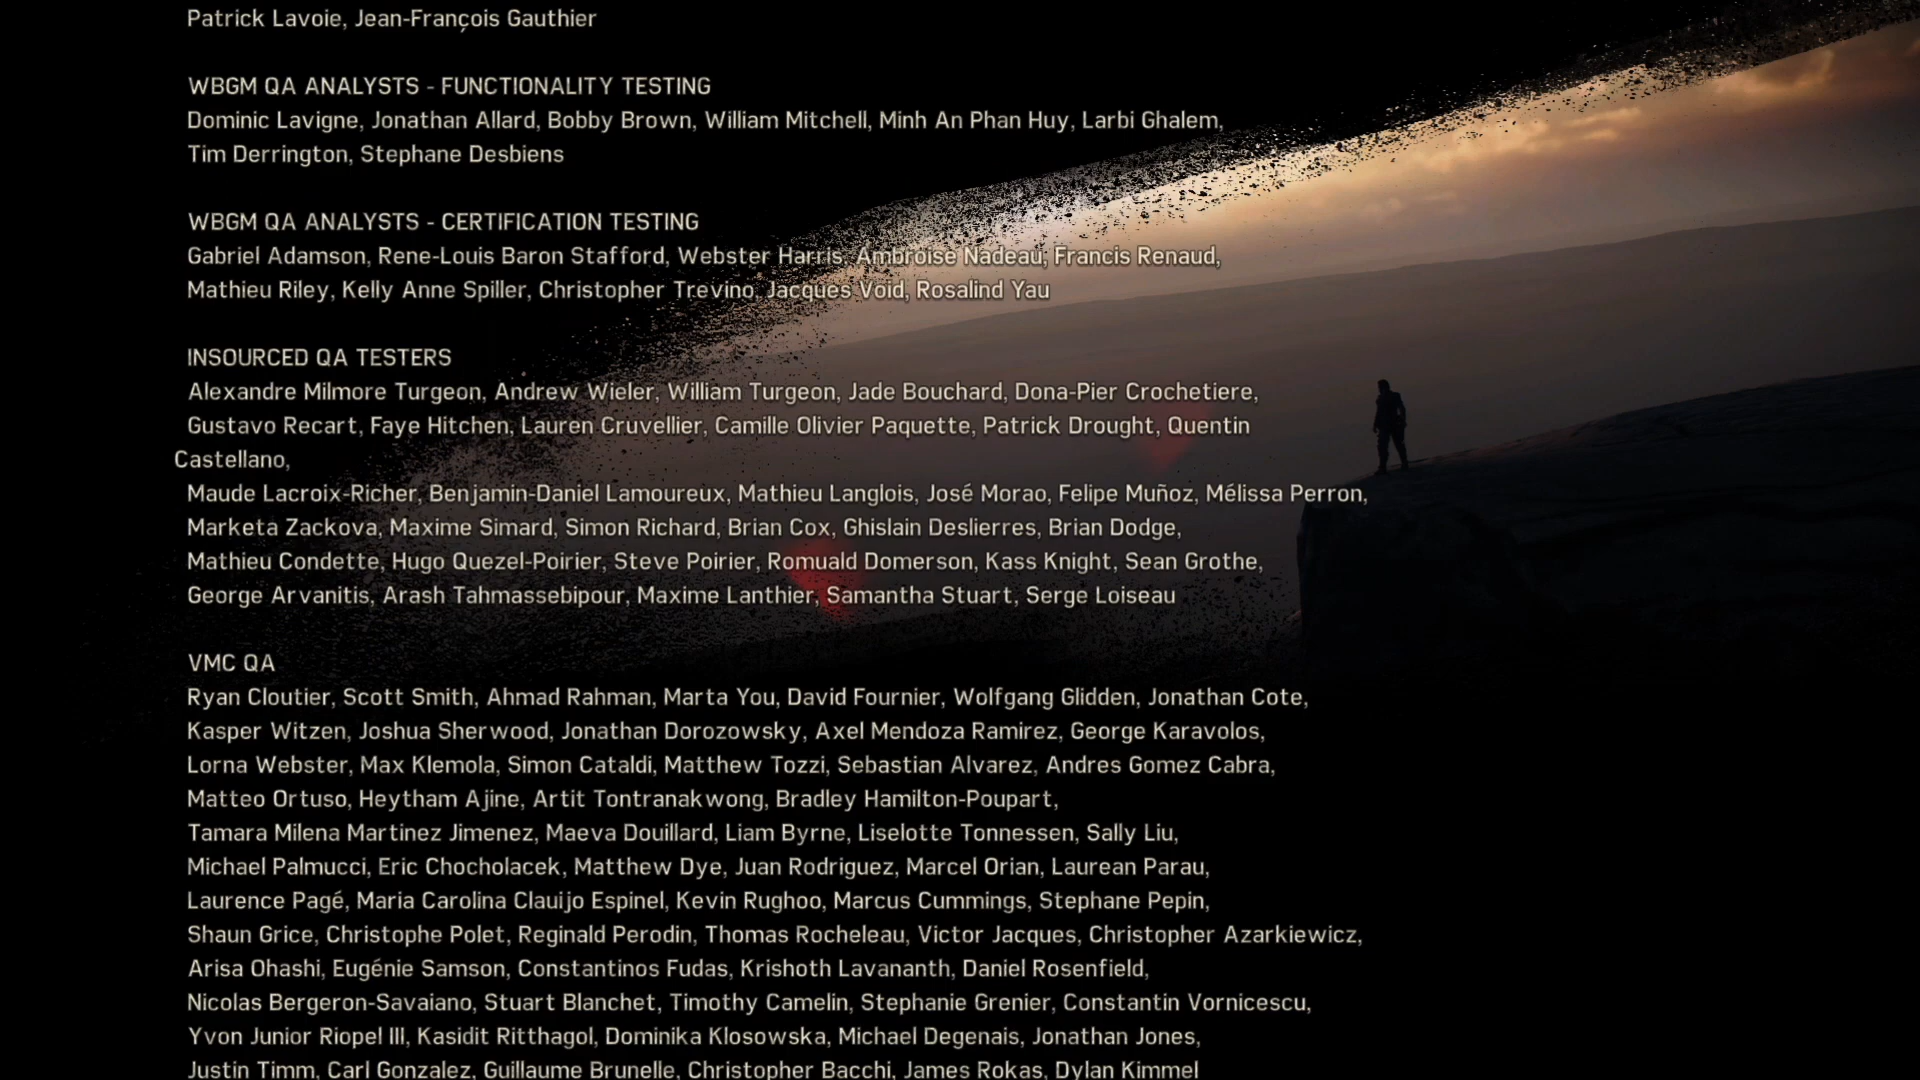 Patrick Lavoie, Jean-François Gauthier
WBGM QA ANALYSTS - FUNCTIONALITY TESTING
Dominic Lavigne, Jonathan Allard, Bobby Brown, William Mitchell, Minh An Phan Huy, Larbi Ghalem,
Tim Derrington, Stephane Desbiens
WBGM QA ANALYSTS - CERTIFICATION TESTING
Gabriel Adamson, Rene-Louis Baron Stafford, Webster Harris, Ambroise Nadeau, Francis Renaud,
Mathieu Riley, Kelly Anne Spiller, Christopher Trevino, Jacques Void, Rosalind Yau
INSOURCED QA TESTERS
Alexandre Milmore Turgeon, Andrew Wieler, William Turgeon, Jade Bouchard, Dona-Pier Crochetiere,
Gustavo Recart, Faye Hitchen, Lauren Cruvellier, Camille Olivier Paquette, Patrick Drought, Quentin
Castellano,
Maude Lacroix-Richer, Benjamin-Daniel Lamoureux, Mathieu Langlois, José Morao, Felipe Muñoz, Mélissa Perron,
Marketa Zackova, Maxime Simard, Simon Richard, Brian Cox, Ghislain Deslierres, Brian Dodge,
Mathieu Condette, Hugo Quezel-Poirier, Steve Poirier, Romuald Domerson, Kass Knight, Sean Grothe,
George Arvanitis, Arash Tahmassebipour, Maxime Lanthier, Samantha Stuart, Serge Loiseau
VMC QA
Ryan Cloutier, Scott Smith, Ahmad Rahman, Marta You, David Fournier, Wolfgang Glidden, Jonathan Cote,
Kasper Witzen, Joshua Sherwood, Jonathan Dorozowsky, Axel Mendoza Ramirez, George Karavolos,
Lorna Webster, Max Klemola, Simon Cataldi, Matthew Tozzi, Sebastian Alvarez, Andres Gomez Cabra,
Matteo Ortuso, Heytham Ajine, Artit Tontranakwong, Bradley Hamilton-Poupart,
Tamara Milena Martinez Jimenez, Maeva Douillard, Liam Byrne, Liselotte Tonnessen, Sally Liu,
Michael Palmucci, Eric Chocholacek, Matthew Dye, Juan Rodriguez, Marcel Orian, Laurean Parau,
Laurence Pagé, Maria Carolina Clauijo Espinel, Kevin Rughoo, Marcus Cummings, Stephane Pepin,
Shaun Grice, Christophe Polet, Reginald Perodin, Thomas Rocheleau, Victor Jacques, Christopher Azarkiewicz,
Arisa Ohashi, Eugénie Samson, Constantinos Fudas, Krishoth Lavananth, Daniel Rosenfield,
Nicolas Bergeron-Savaiano, Stuart Blanchet, Timothy Camelin, Stephanie Grenier, Constantin Vornicescu,
Yvon Junior Riopel III, Kasidit Ritthagol, Dominika Klosowska, Michael Degenais, Jonathan Jones,
Justin Timm, Carl Gonzalez, Guillaume Brunelle, Christopher Bacchi, James Rokas, Dylan Kimmel